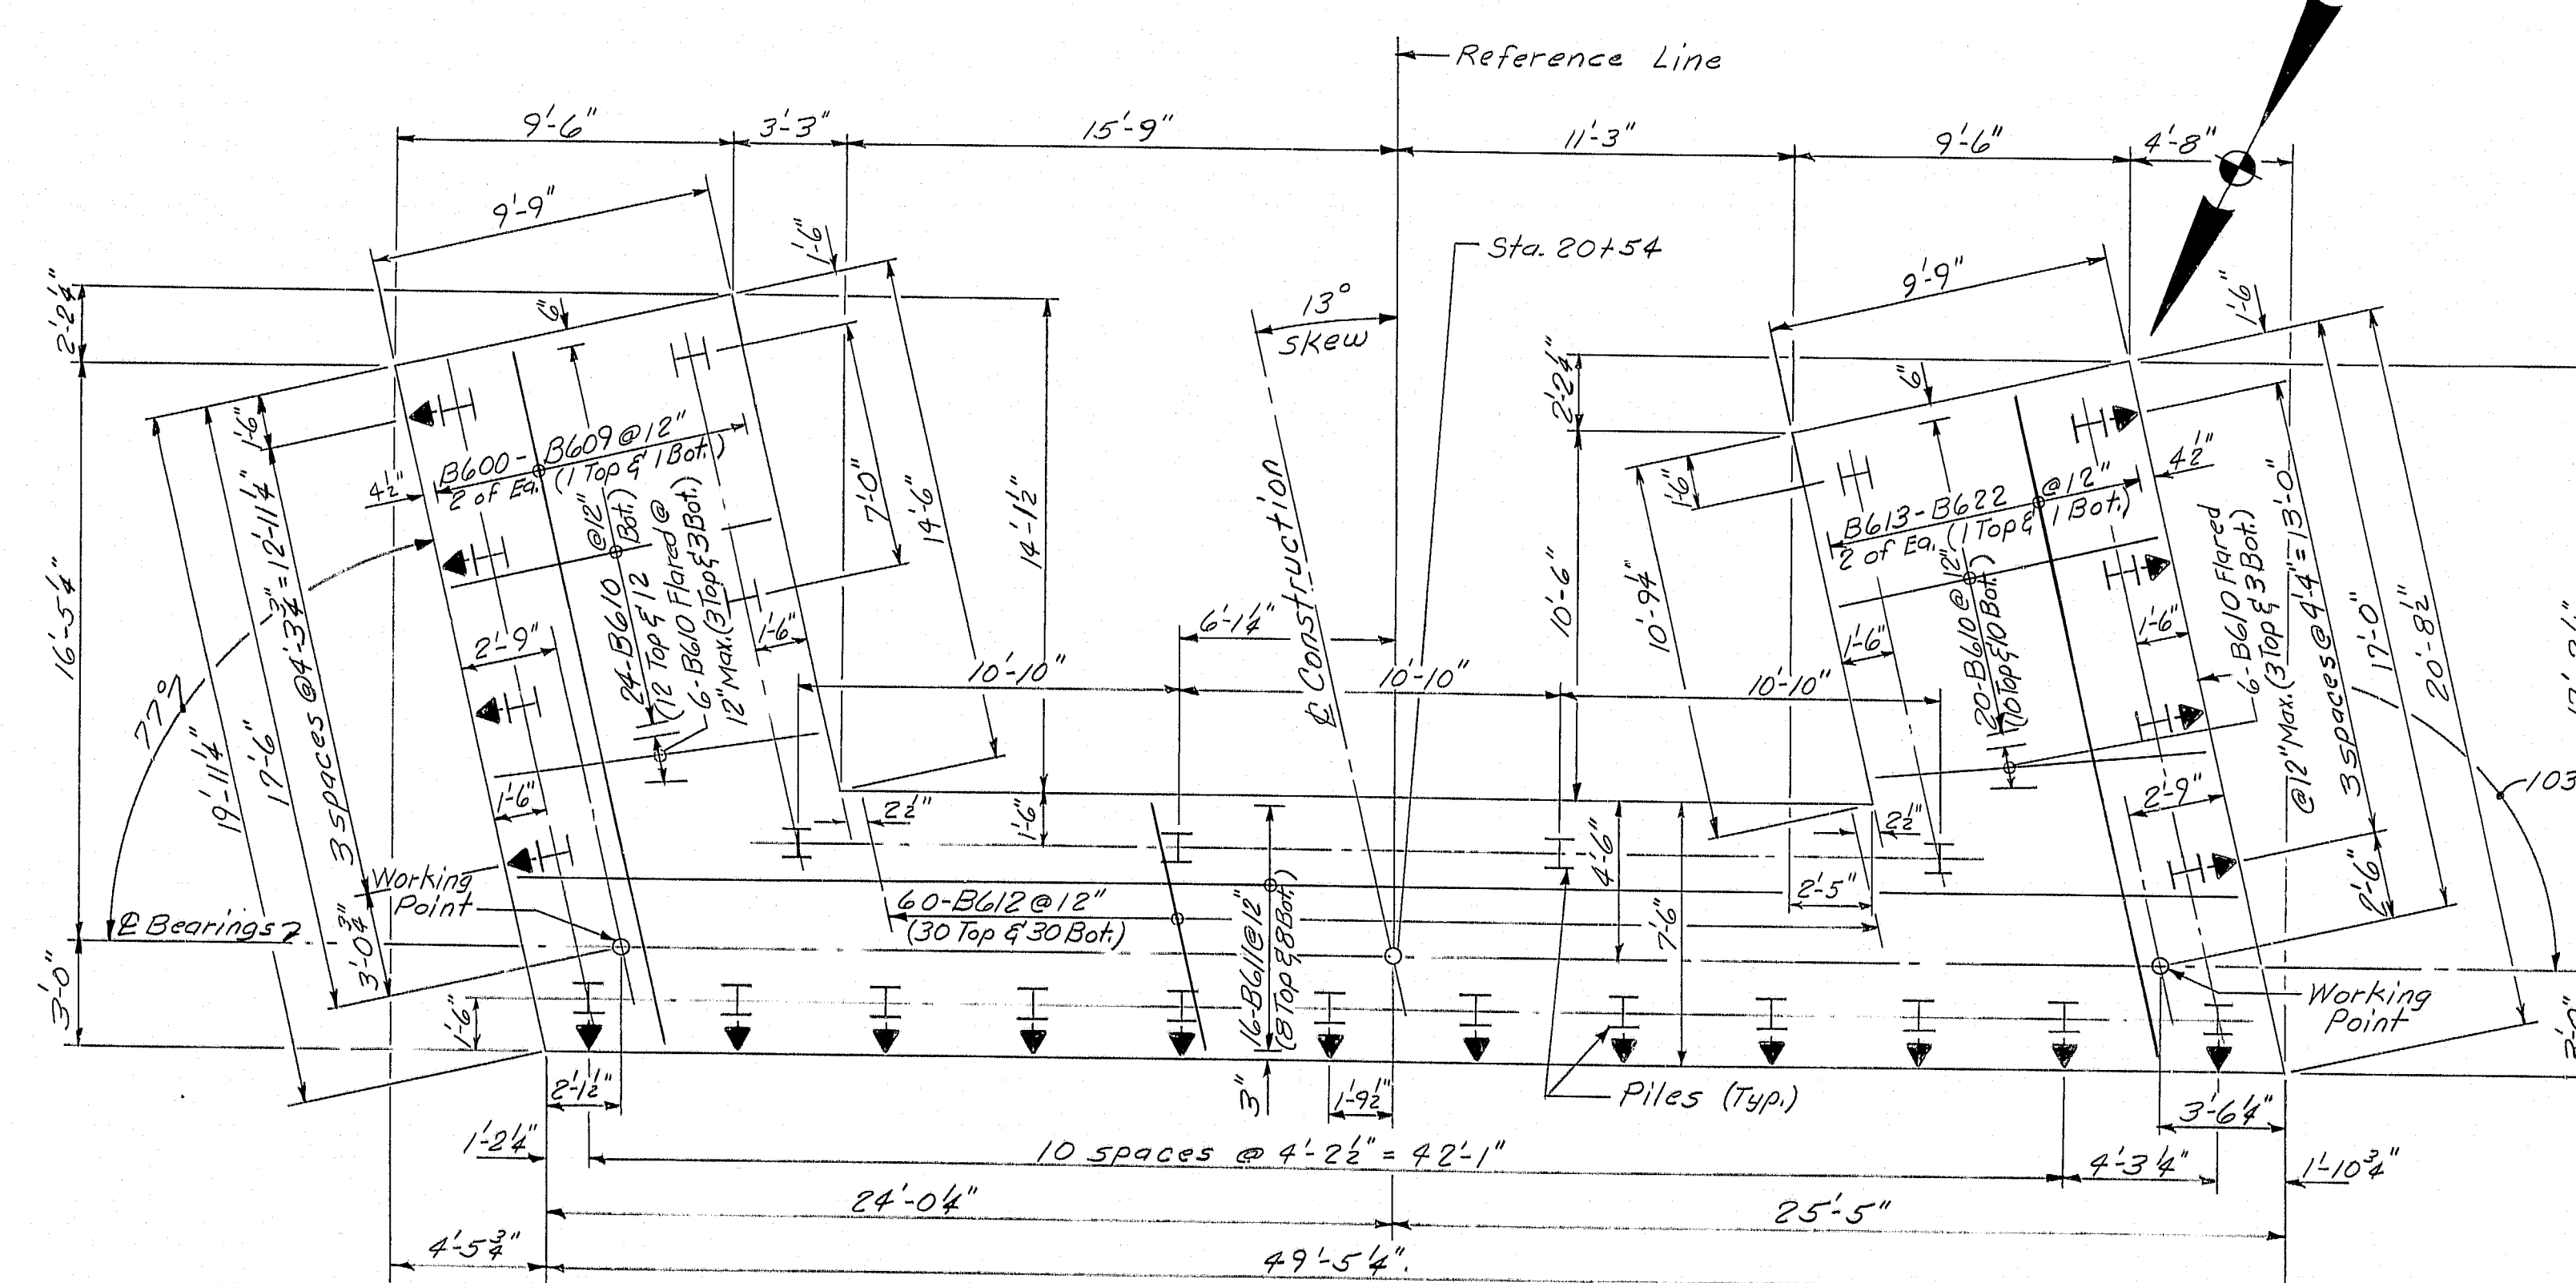 Reference Line
9'-6"
3'-3"
15'-9"
11'-3"
9'-6"
4'-8"
9'-9"
1'-6"
Sta. 20+54
13°
Skew
9'-9"
1'-6"
2'-2¼"
6"
2'-2¼"
6"
1'-6"
4½"
B600-B609@12"
2 of Ea. (1 Top & 1 Bot.)
7'-0"
14'-6"
14'-1½"
1'-6"
B613-B622 @12"
2 of Ea. (1 Top & 1 Bot.)
4½"
16'-5¼"
77°
19'-11¼"
17'-6"
3 spaces @ 4'-3¾" = 12'-11¼"
3'-0¾"
2'-9"
24-B610 @12"
(12 Top & 12 Bot.)
6-B610 Flared @
12" Max. (3 Top & 3 Bot.)
1'-6"
1'-6"
10'-10"
6'-1¼"
10'-10"
10'-10"
℄ Construction
10'-6"
10'-9¼"
1'-6"
20-B610@12"
(10 Top & 10 Bot.)
1'-6"
6-B610 Flared
@12" Max. (3 Top & 3 Bot.)
3 spaces @ 4'-4" = 13'-0"
17'-0"
20'-8½"
2'-6"
2'-9"
103
Working
Point
℄ Bearings
3'-0"
1'-6"
2½"
1'-6"
60-B612@12"
(30 Top & 30 Bot.)
16-B611@12"
(8 Top & 8 Bot.)
4'-6"
7'-6"
2'-5"
2½"
Working
Point
2'-1½"
3"
1'-9½"
Piles (Typ.)
3'-6¼"
1'-2¼"
10 spaces @ 4'-2½" = 42'-1"
4'-3¼"
1'-10¾"
24'-0¼"
25'-5"
4'-5¾"
49'-5¼"